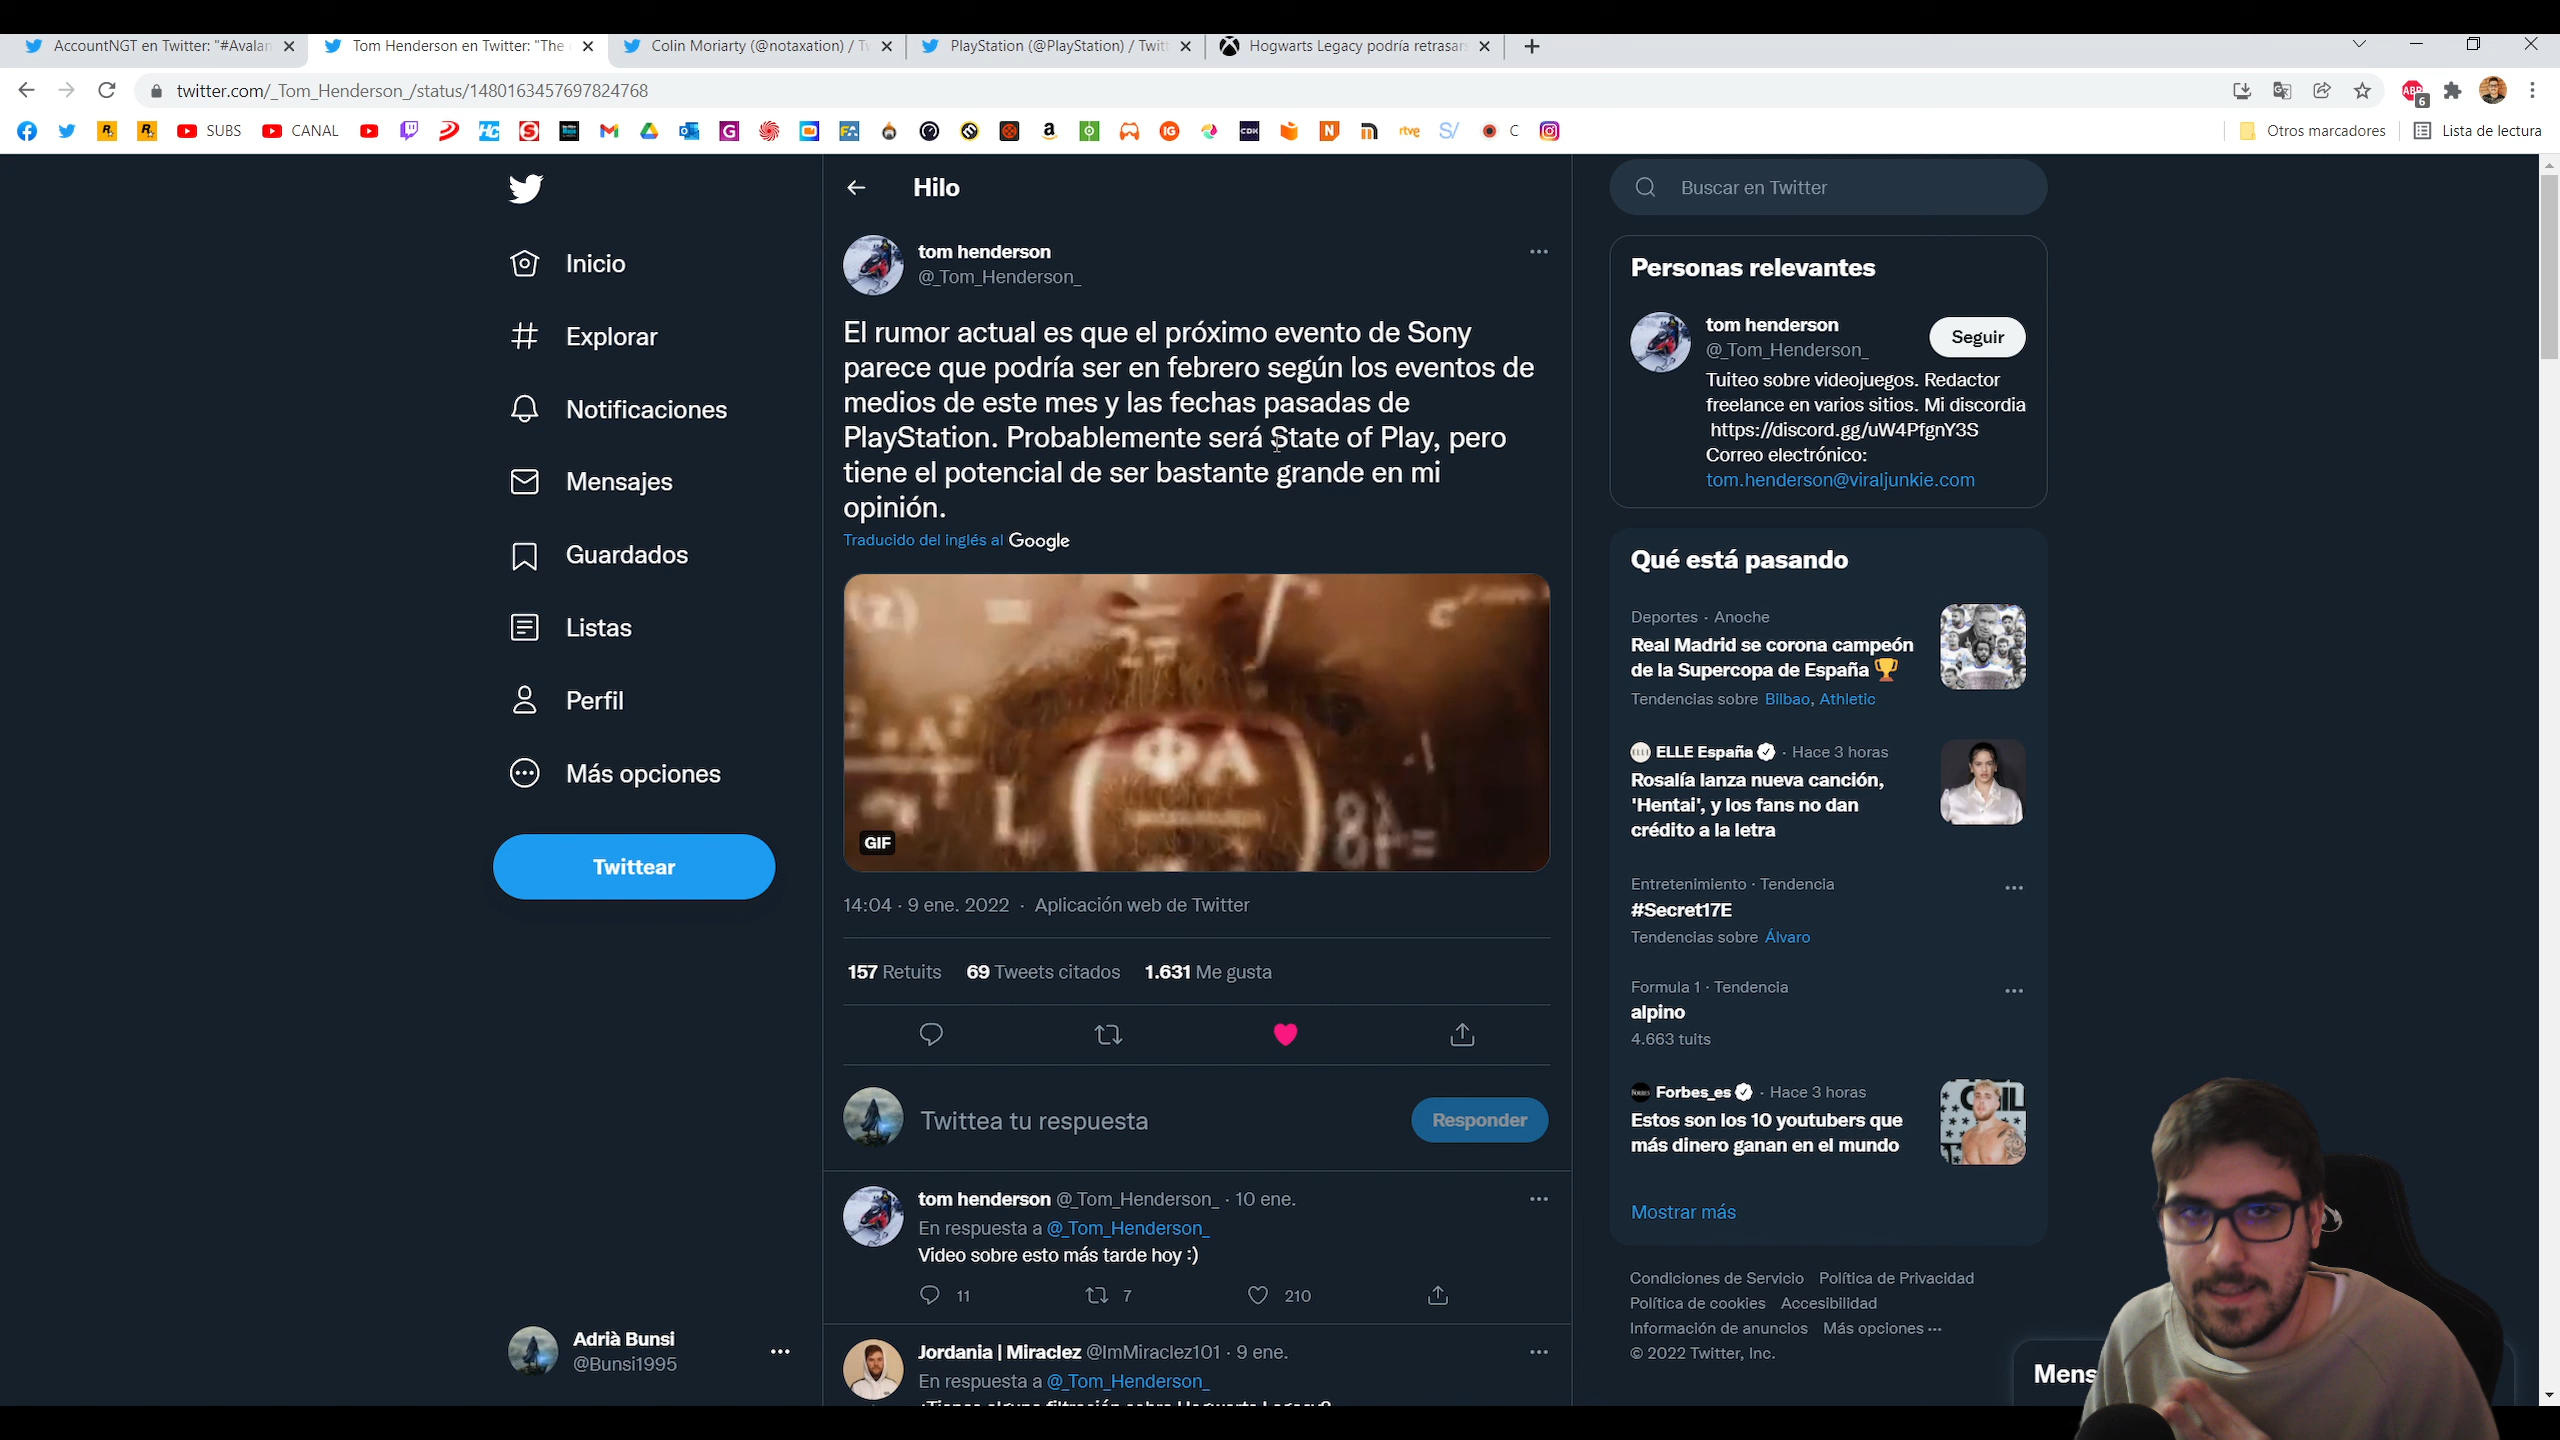 AccountNGT en Twitter: "#Avalan
Tom Henderson en Twitter: "The
Colin Moriarty (@notaxation) / Tw
PlayStation (@PlayStation) / Twitt
Hogwarts Legacy podría retrasars
twitter.com/_Tom_Henderson_/status/1480163457697824768
SUBS
CANAL
C
Otros marcadores
Lista de lectura
Inicio
Explorar
Notificaciones
Mensajes
Guardados
Listas
Perfil
Más opciones
Twittear
Adrià Bunsi
@Bunsi1995
Hilo
tom henderson
@_Tom_Henderson_
El rumor actual es que el próximo evento de Sony
parece que podría ser en febrero según los eventos de
medios de este mes y las fechas pasadas de
PlayStation. Probablemente será State of Play, pero
tiene el potencial de ser bastante grande en mi
opinión.
Traducido del inglés al Google
GIF
14:04 · 9 ene. 2022 · Aplicación web de Twitter
157 Retuits 69 Tweets citados 1.631 Me gusta
Twittea tu respuesta
Responder
tom henderson @_Tom_Henderson_ · 10 ene.
En respuesta a @_Tom_Henderson_
Video sobre esto más tarde hoy :)
11 7 210
Jordania | Miraclez @ImMiraclez101 · 9 ene.
En respuesta a @_Tom_Henderson_
¿Tienes alguna filtración sobre Hogwarts Legacy?
Buscar en Twitter
Personas relevantes
tom henderson
@_Tom_Henderson_
Seguir
Tuiteo sobre videojuegos. Redactor
freelance en varios sitios. Mi discordia
https://discord.gg/uW4PfgnY3S
Correo electrónico:
tom.henderson@viraljunkie.com
Qué está pasando
Deportes · Anoche
Real Madrid se corona campeón
de la Supercopa de España
Tendencias sobre Bilbao, Athletic
ELLE España · Hace 3 horas
Rosalía lanza nueva canción,
'Hentai', y los fans no dan
crédito a la letra
Entretenimiento · Tendencia
#Secret17E
Tendencias sobre Álvaro
Formula 1 · Tendencia
alpino
4.663 tuits
Forbes_es · Hace 3 horas
Estos son los 10 youtubers que
más dinero ganan en el mundo
Mostrar más
Condiciones de Servicio Política de Privacidad
Política de cookies Accesibilidad
Información de anuncios Más opciones ···
© 2022 Twitter, Inc.
Mens